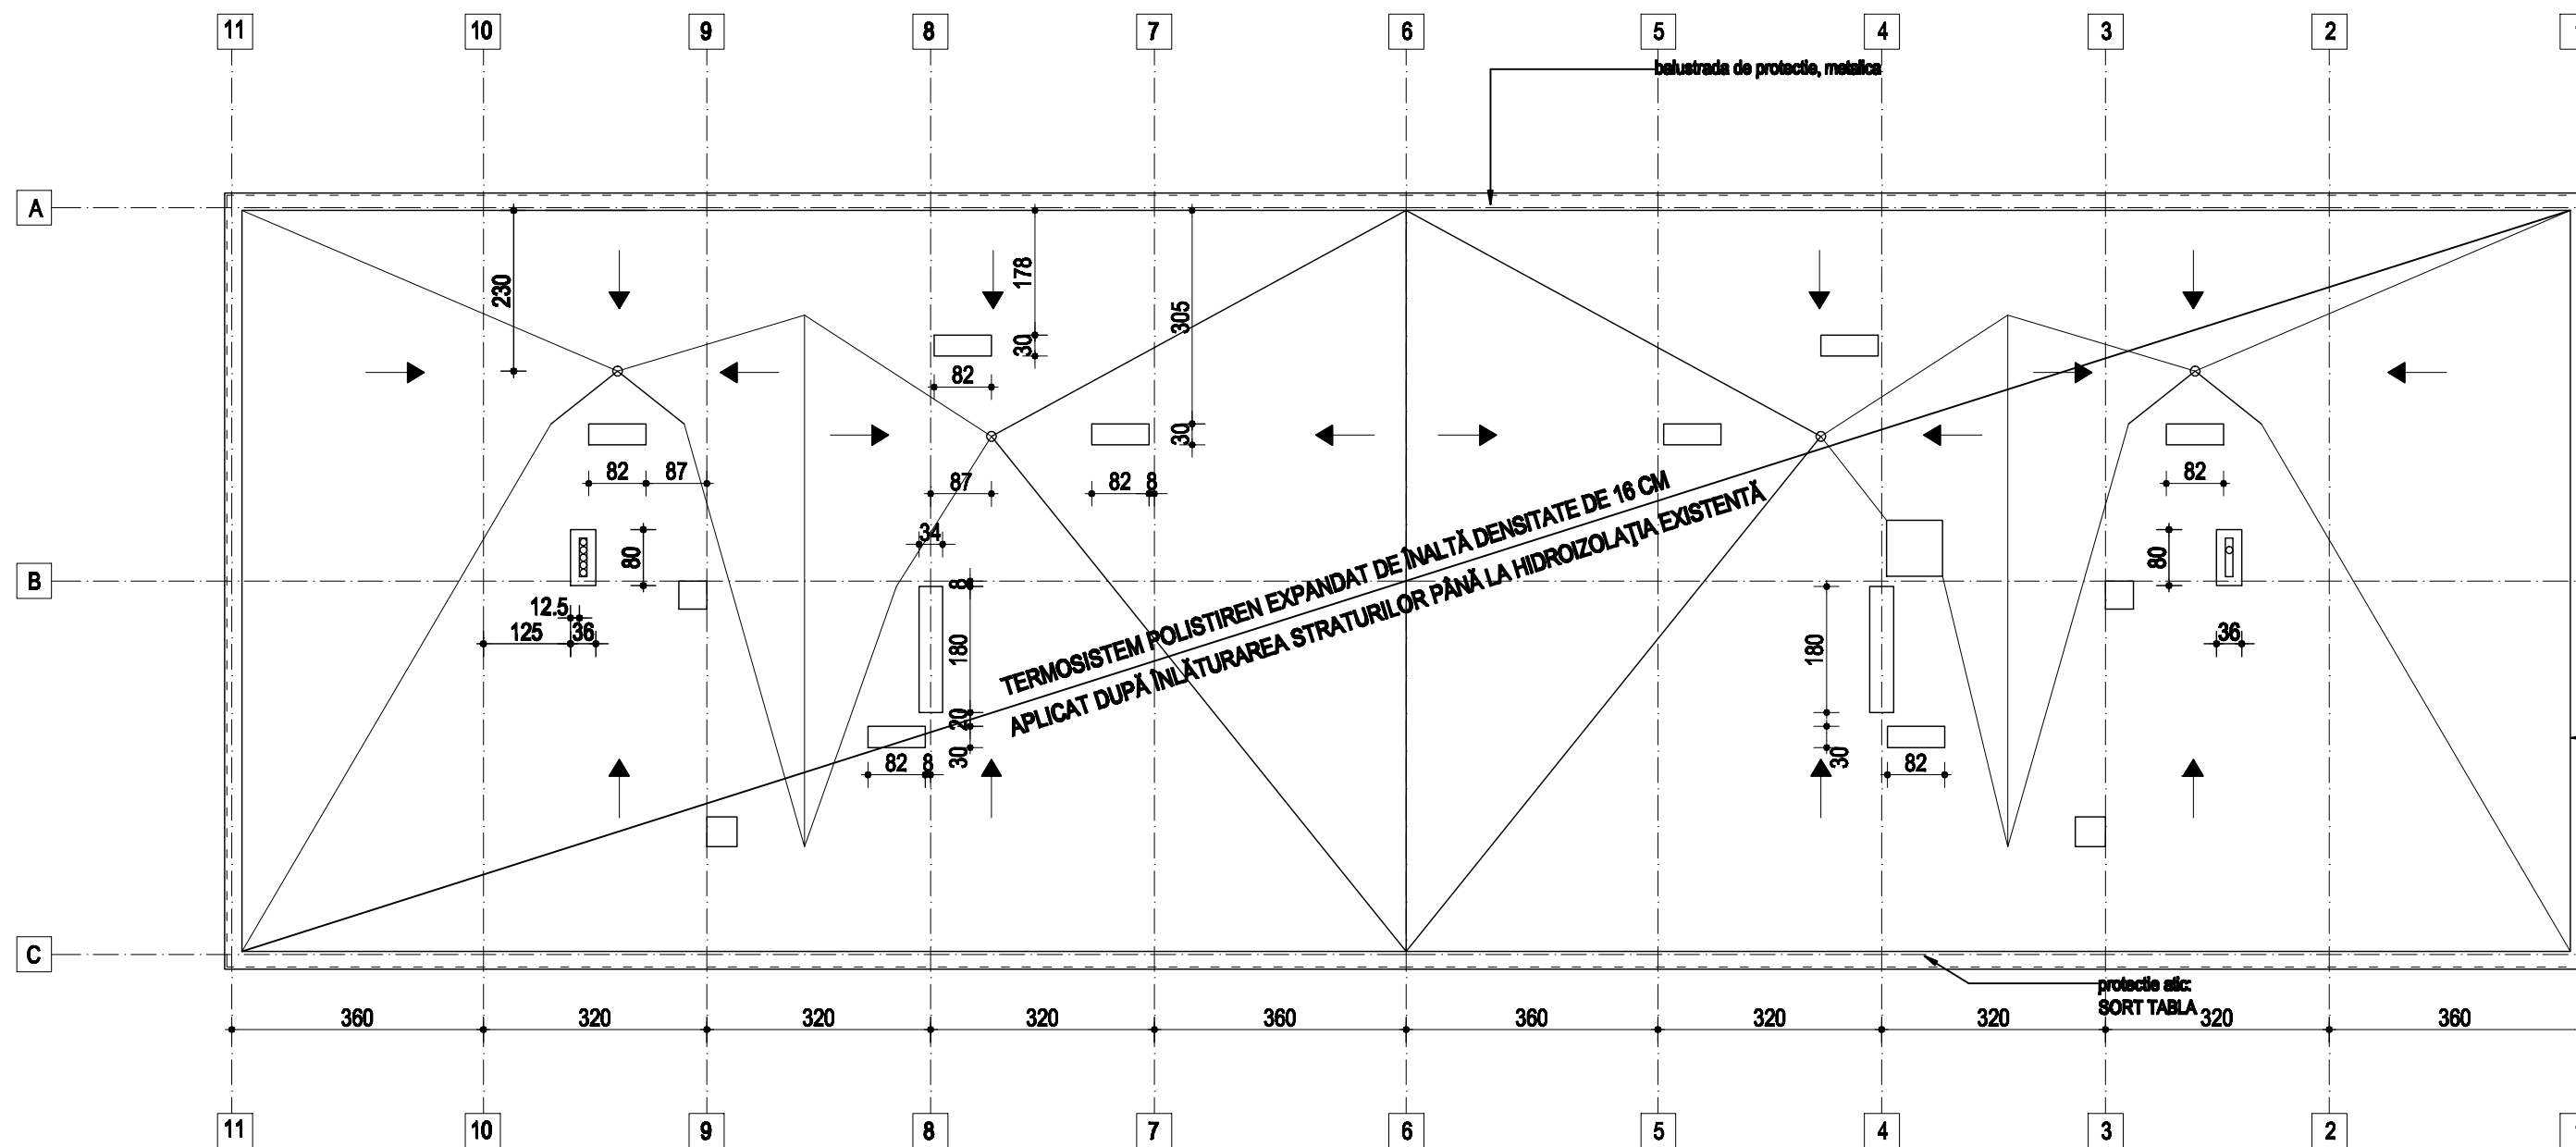 11 10 9 8 7 6 5 4 3 2
balustrada de protectie, metalica
A
230
178
305
30
82
30
82 87
87
82 8
82
34
80
80
B
8
12.5
125 36
180
180
36
TERMOSISTEM POLISTIREN EXPANDAT DE ÎNALTĂ DENSITATE DE 16 CM
APLICAT DUPĂ ÎNLĂTURAREA STRATURILOR PÂNĂ LA HIDROIZOLAȚIA EXISTENTĂ
20
30
30
82 8
82
C
protectie atic:
SORT TABLA
360 320 320 320 360 360 320 320 320 360
11 10 9 8 7 6 5 4 3 2